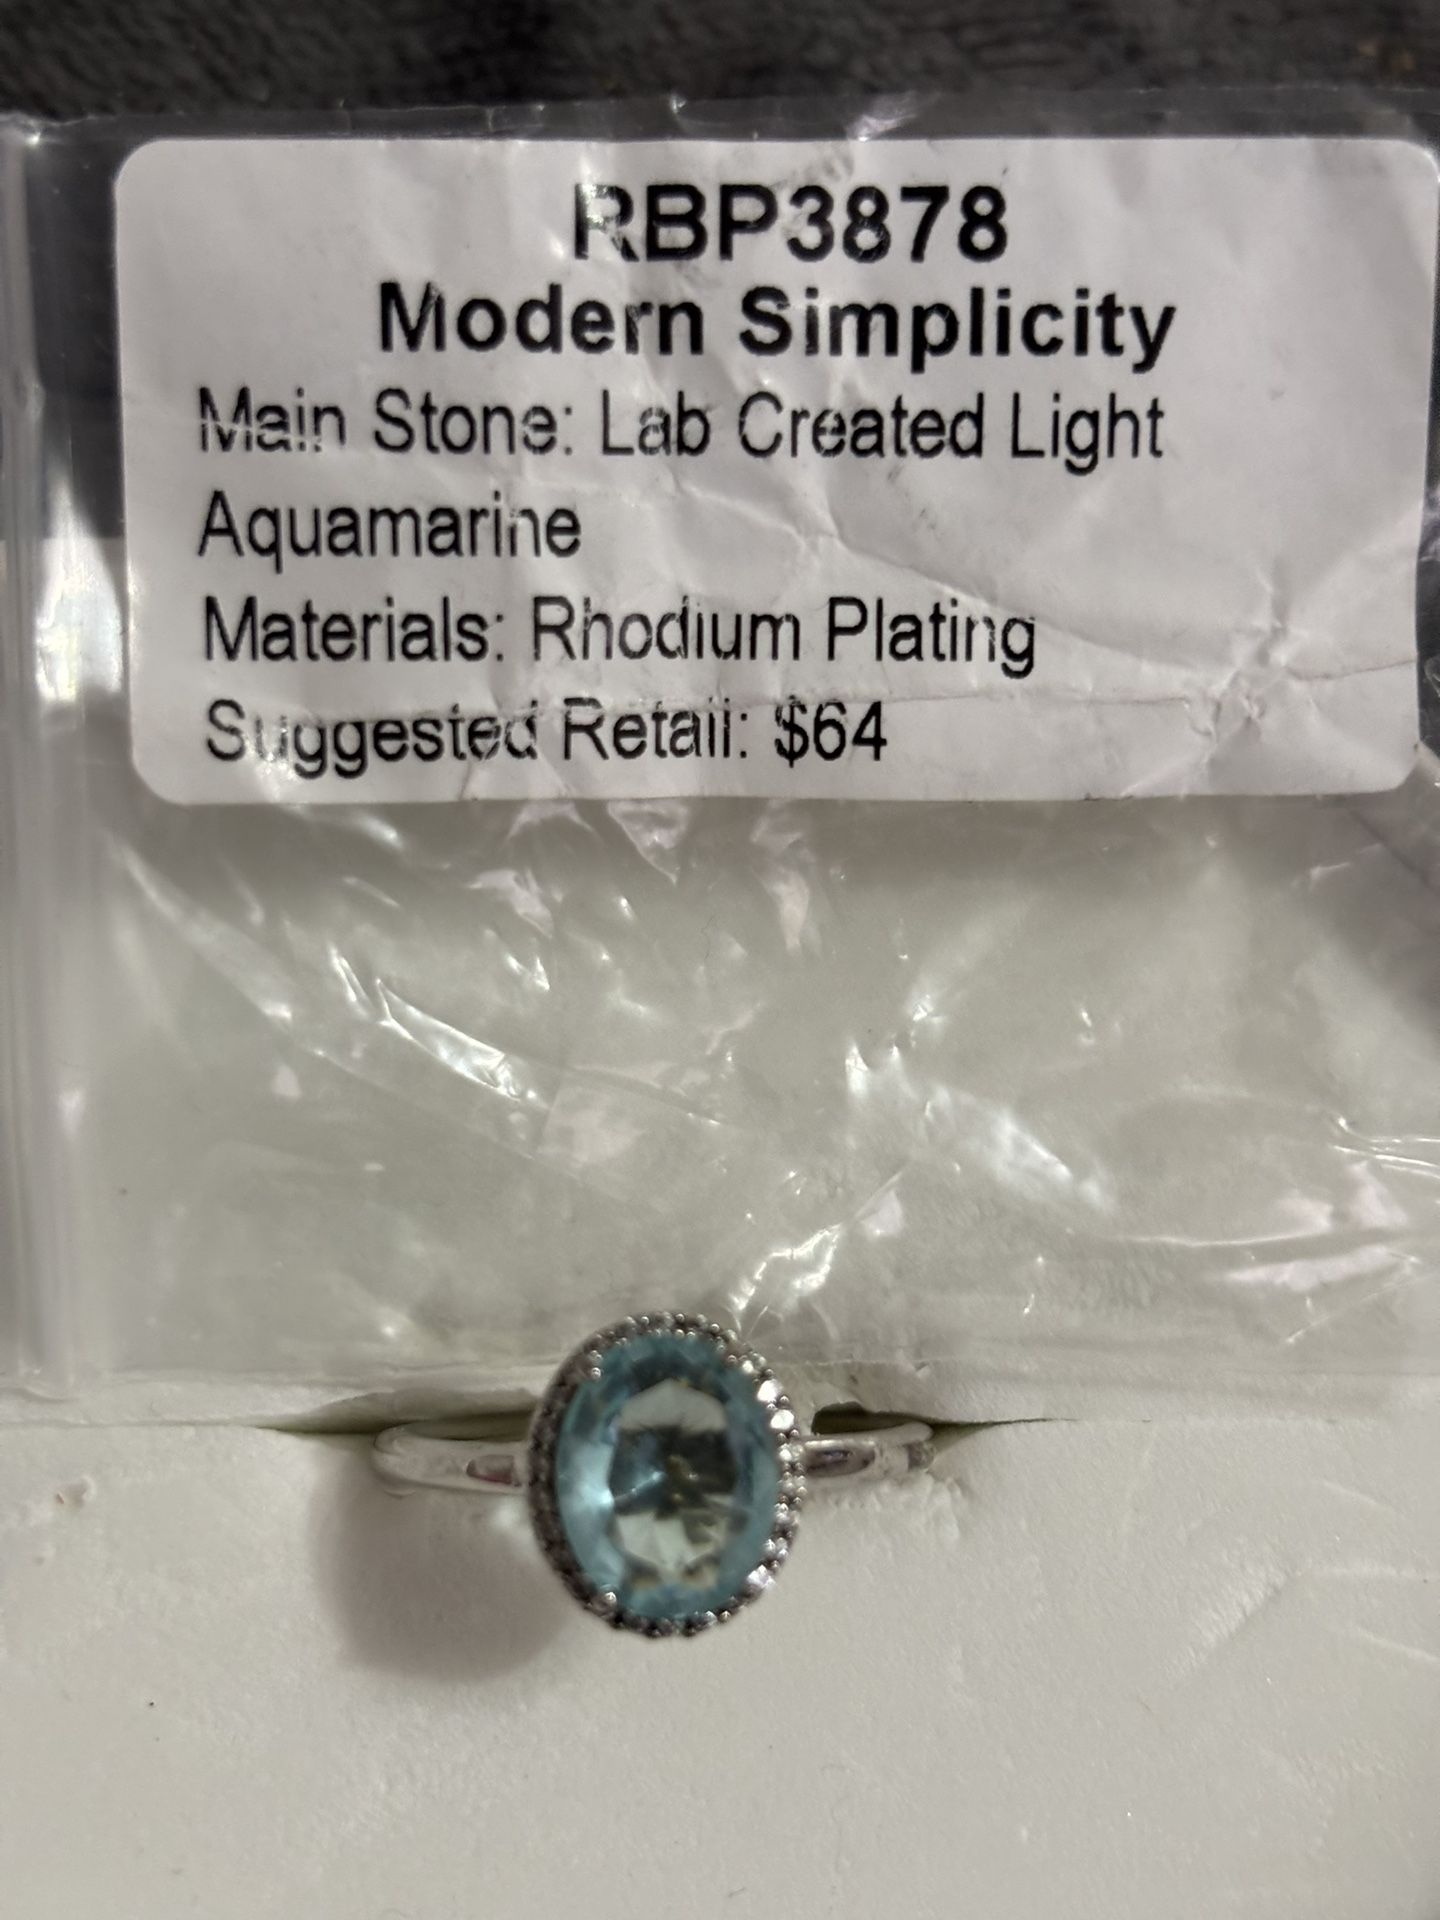 RBP3878
Modern Simplicity
Main Stone: Lab Created Light
Aquamarine
Materials: Rhodium Plating
Suggested Retail: $64